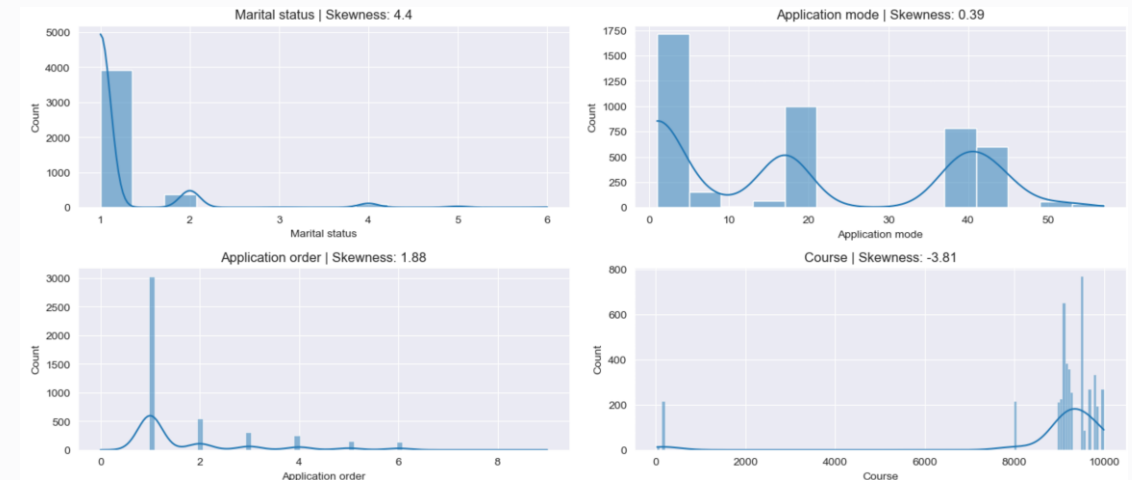 Marital status | Skewness: 4.4
5000
4000
3000
2000
1000
0
Count
1 2 3 4 5 6
Marital status
Application mode | Skewness: 0.39
1750
1500
1250
1000
750
500
250
0
Count
0 10 20 30 40 50
Application mode
Application order | Skewness: 1.88
3000
2500
2000
1500
1000
500
0
Count
0 2 4 6 8
Application order
Course | Skewness: -3.81
800
600
400
200
0
Count
0 2000 4000 6000 8000 10000
Course